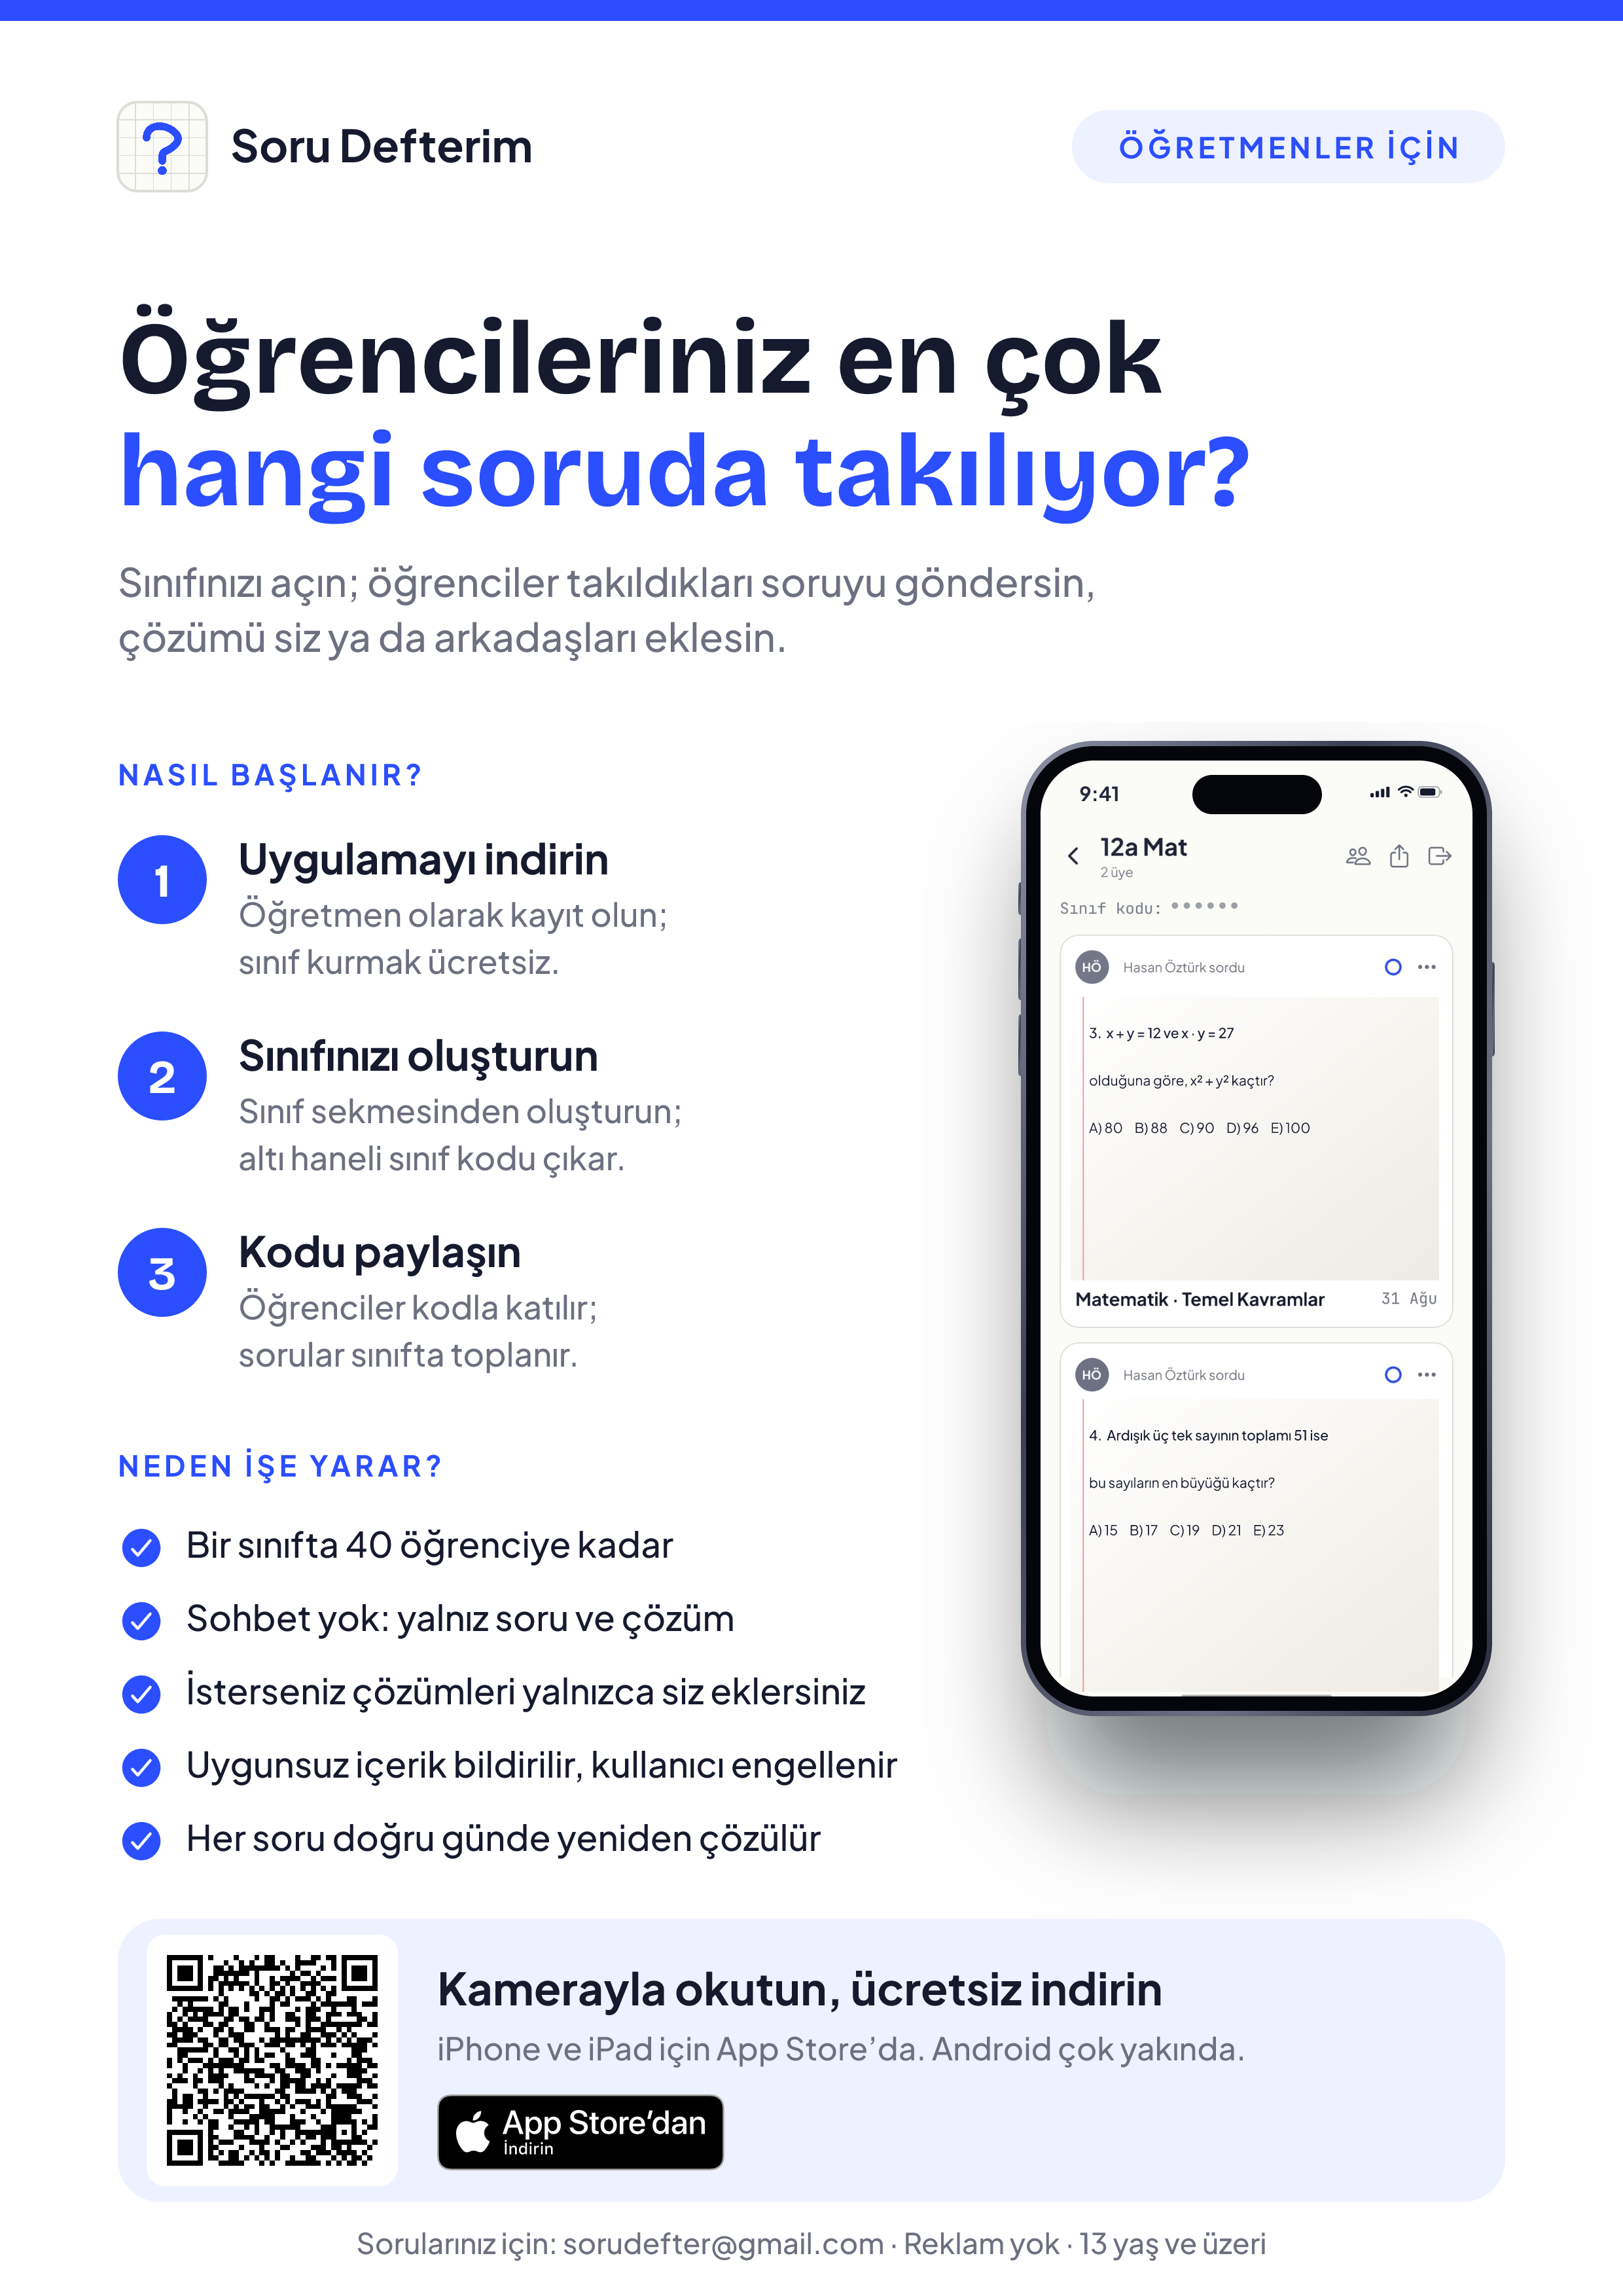 ?
Soru Defterim
ÖĞRETMENLER İÇİN
Öğrencileriniz en çok
hangi soruda takılıyor?
Sınıfınızı açın; öğrenciler takıldıkları soruyu göndersin,
çözümü siz ya da arkadaşları eklesin.
NASIL BAŞLANIR?
1
Uygulamayı indirin
Öğretmen olarak kayıt olun;
sınıf kurmak ücretsiz.
2
Sınıfınızı oluşturun
Sınıf sekmesinden oluşturun;
altı haneli sınıf kodu çıkar.
3
Kodu paylaşın
Öğrenciler kodla katılır;
sorular sınıfta toplanır.
NEDEN İŞE YARAR?
Bir sınıfta 40 öğrenciye kadar
Sohbet yok: yalnız soru ve çözüm
İsterseniz çözümleri yalnızca siz eklersiniz
Uygunsuz içerik bildirilir, kullanıcı engellenir
Her soru doğru günde yeniden çözülür
9:41
12a Mat
2 üye
Sınıf kodu: ••••••
HÖ Hasan Öztürk sordu
3. x + y = 12 ve x · y = 27
olduğuna göre, x² + y² kaçtır?
A) 80 B) 88 C) 90 D) 96 E) 100
Matematik · Temel Kavramlar 31 Ağu
HÖ Hasan Öztürk sordu
4. Ardışık üç tek sayının toplamı 51 ise
bu sayıların en büyüğü kaçtır?
A) 15 B) 17 C) 19 D) 21 E) 23
Kamerayla okutun, ücretsiz indirin
iPhone ve iPad için App Store’da. Android çok yakında.
App Store’dan
İndirin
Sorularınız için: sorudefter@gmail.com · Reklam yok · 13 yaş ve üzeri